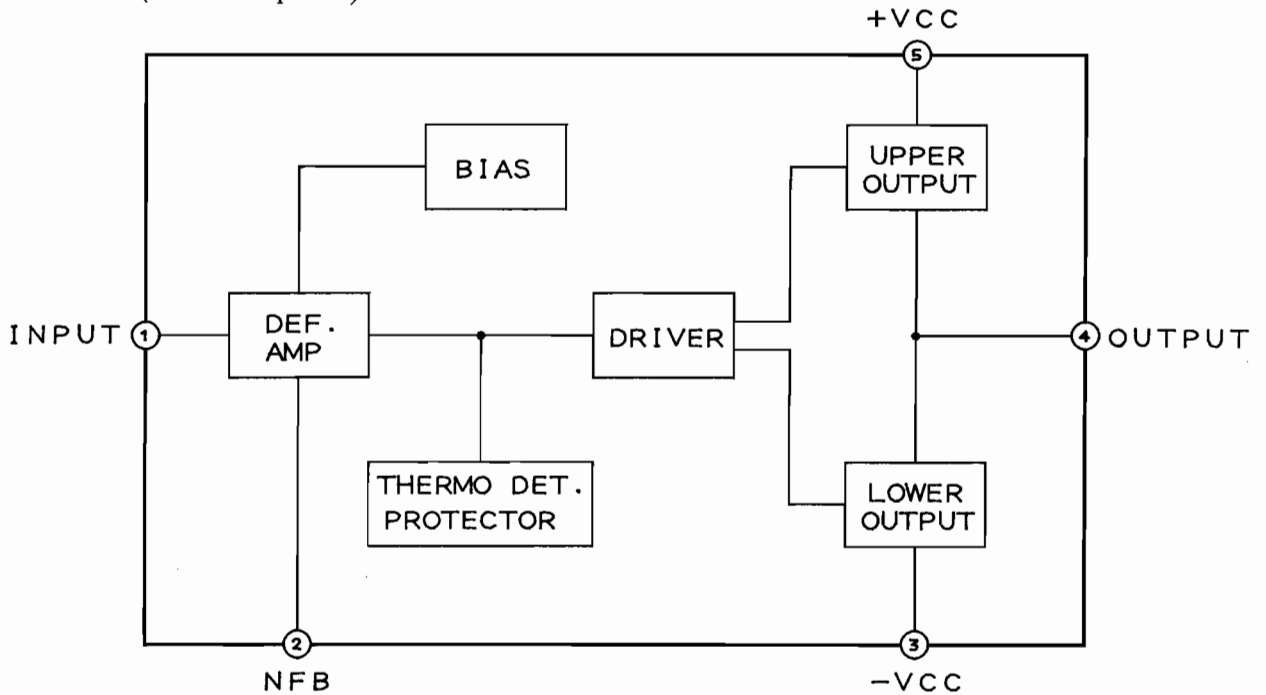 +VCC
5
UPPER
OUTPUT
BIAS
INPUT
1
DEF.
AMP
DRIVER
4
OUTPUT
THERMO DET.
PROTECTOR
LOWER
OUTPUT
2
3
NFB
-VCC